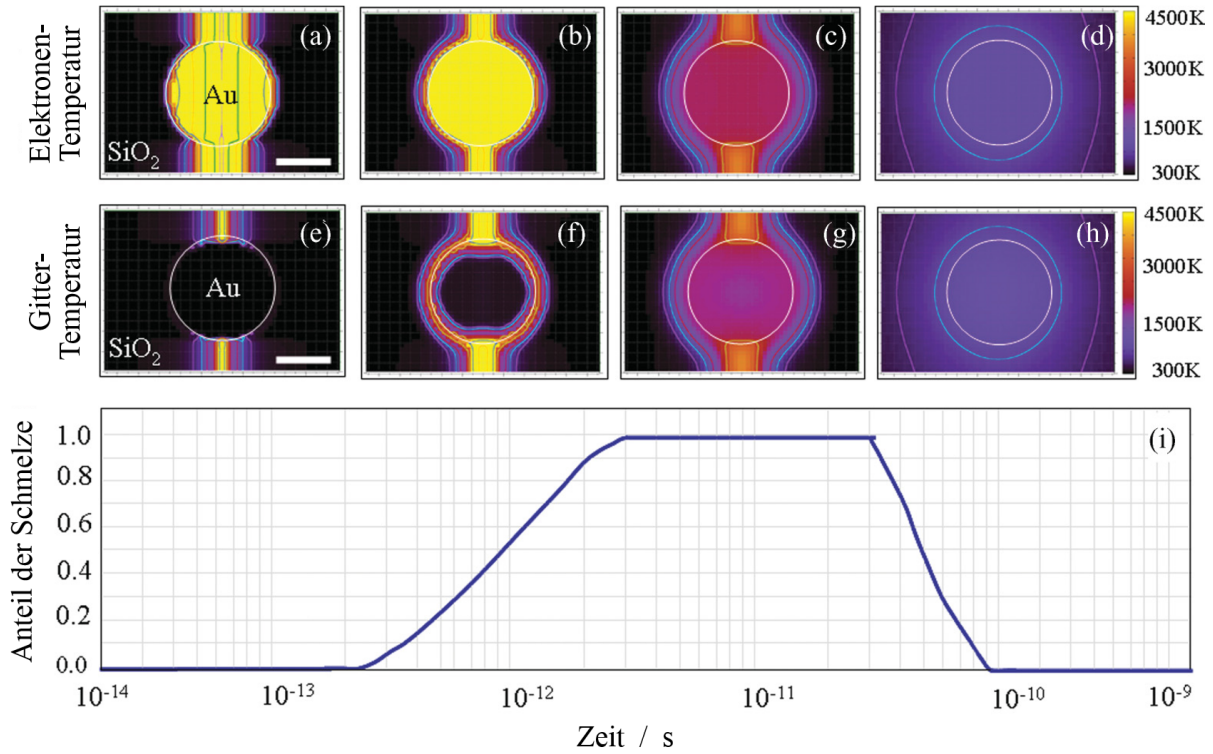 Elektronen-
Temperatur
(a)
Au
SiO2
(b)
(c)
(d)
4500K
3000K
1500K
300K
Gitter-
Temperatur
(e)
Au
SiO2
(f)
(g)
(h)
4500K
3000K
1500K
300K
Anteil der Schmelze
1.0
0.8
0.6
0.4
0.2
0.0
(i)
10-14
10-13
10-12
10-11
10-10
10-9
Zeit / s